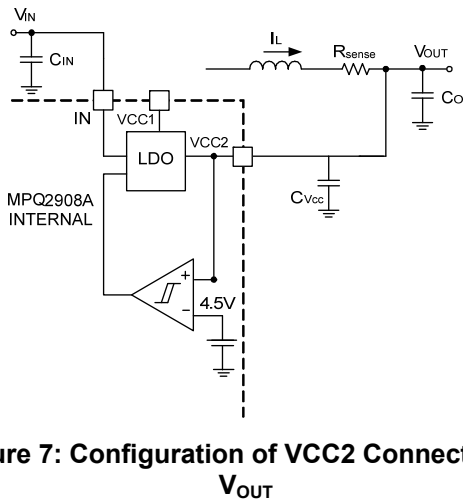 VIN
CIN
IL
Rsense
VOUT
CO
IN
VCC1
VCC2
LDO
CVcc
MPQ2908A
INTERNAL
+
4.5V
-
ure 7: Configuration of VCC2 Connect
VOUT